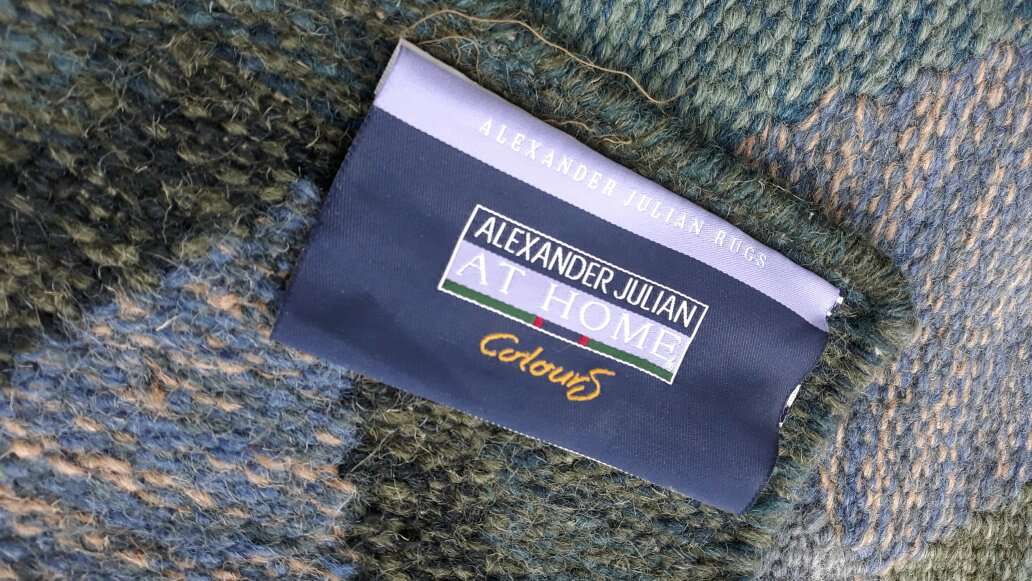 ALEXANDER JULIAN RUGS
ALEXANDER JULIAN
AT HOME
Colours